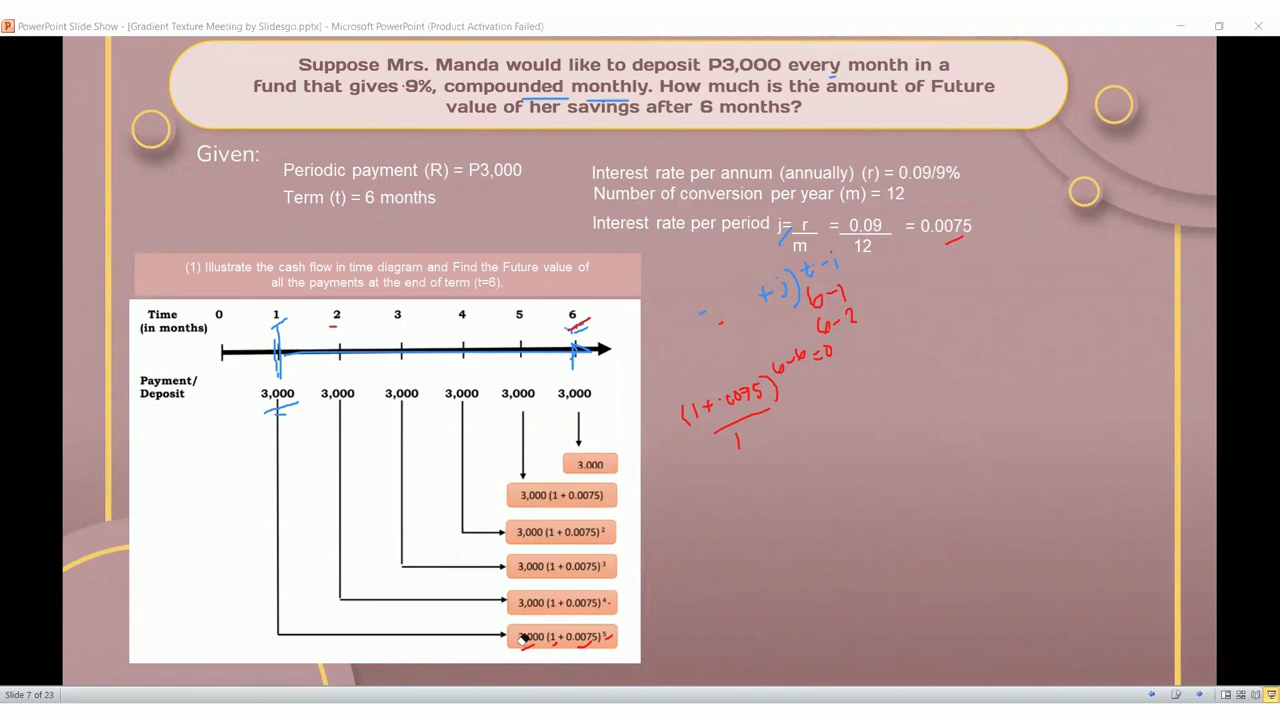 PowerPoint Slide Show - [Gradient Texture Meeting by Slidesgo.pptx] - Microsoft PowerPoint (Product Activation Failed)
Suppose Mrs. Manda would like to deposit P3,000 every month in a
fund that gives 9%, compounded monthly. How much is the amount of Future
value of her savings after 6 months?
Given:
Periodic payment (R) = P3,000
Term (t) = 6 months
Interest rate per annum (annually) (r) = 0.09/9%
Number of conversion per year (m) = 12
Interest rate per period j= r = 0.09 = 0.0075
m 12
(1) Illustrate the cash flow in time diagram and Find the Future value of
all the payments at the end of term (t=6).
Time 0 1 2 3 4 5 6
(in months)
Payment/
Deposit 3,000 3,000 3,000 3,000 3,000 3,000
3.000
3,000 (1 + 0.0075)
3,000 (1 + 0.0075) 2
3,000 (1 + 0.0075) 3
3,000 (1 + 0.0075) 4
3,000 (1 + 0.0075) 5
+ j) t - i
6-1
6-2
6-6=0
(1+.0075)
1
Slide 7 of 23